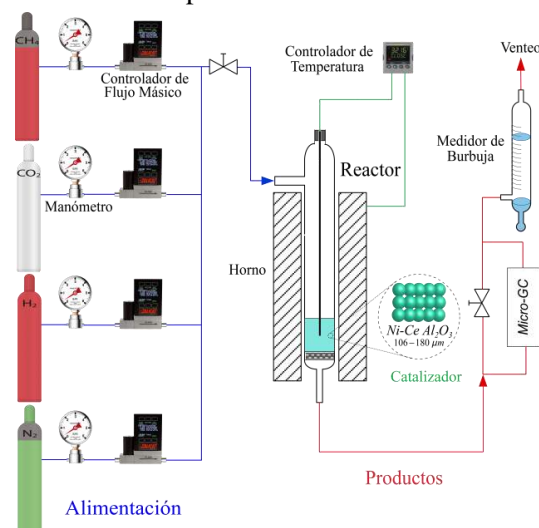 CH₄
Controlador de
Flujo Másico
CO₂
Manómetro
H₂
N₂
Alimentación
Controlador de
Temperatura
Reactor
Horno
Ni-Ce Al₂O₃
106–180 μm
Catalizador
Productos
Venteo
Medidor de
Burbuja
Micro-GC